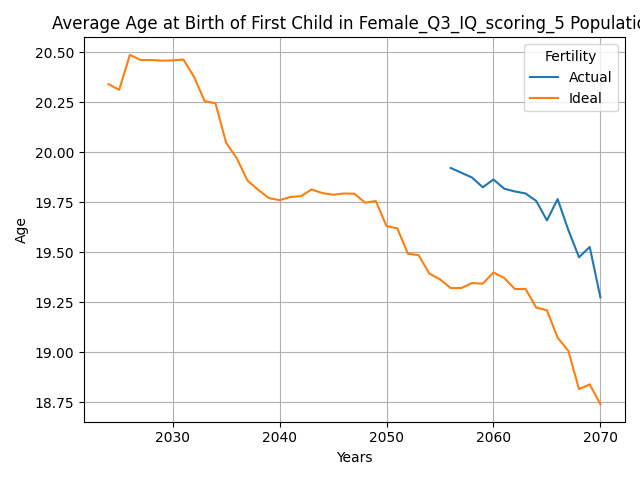 Average Age at Birth of First Child in Female_Q3_IQ_scoring_5 Populatio
Fertility
Actual
Ideal
20.50
20.25
20.00
19.75
19.50
19.25
19.00
18.75
Age
2030 2040 2050 2060 2070
Years